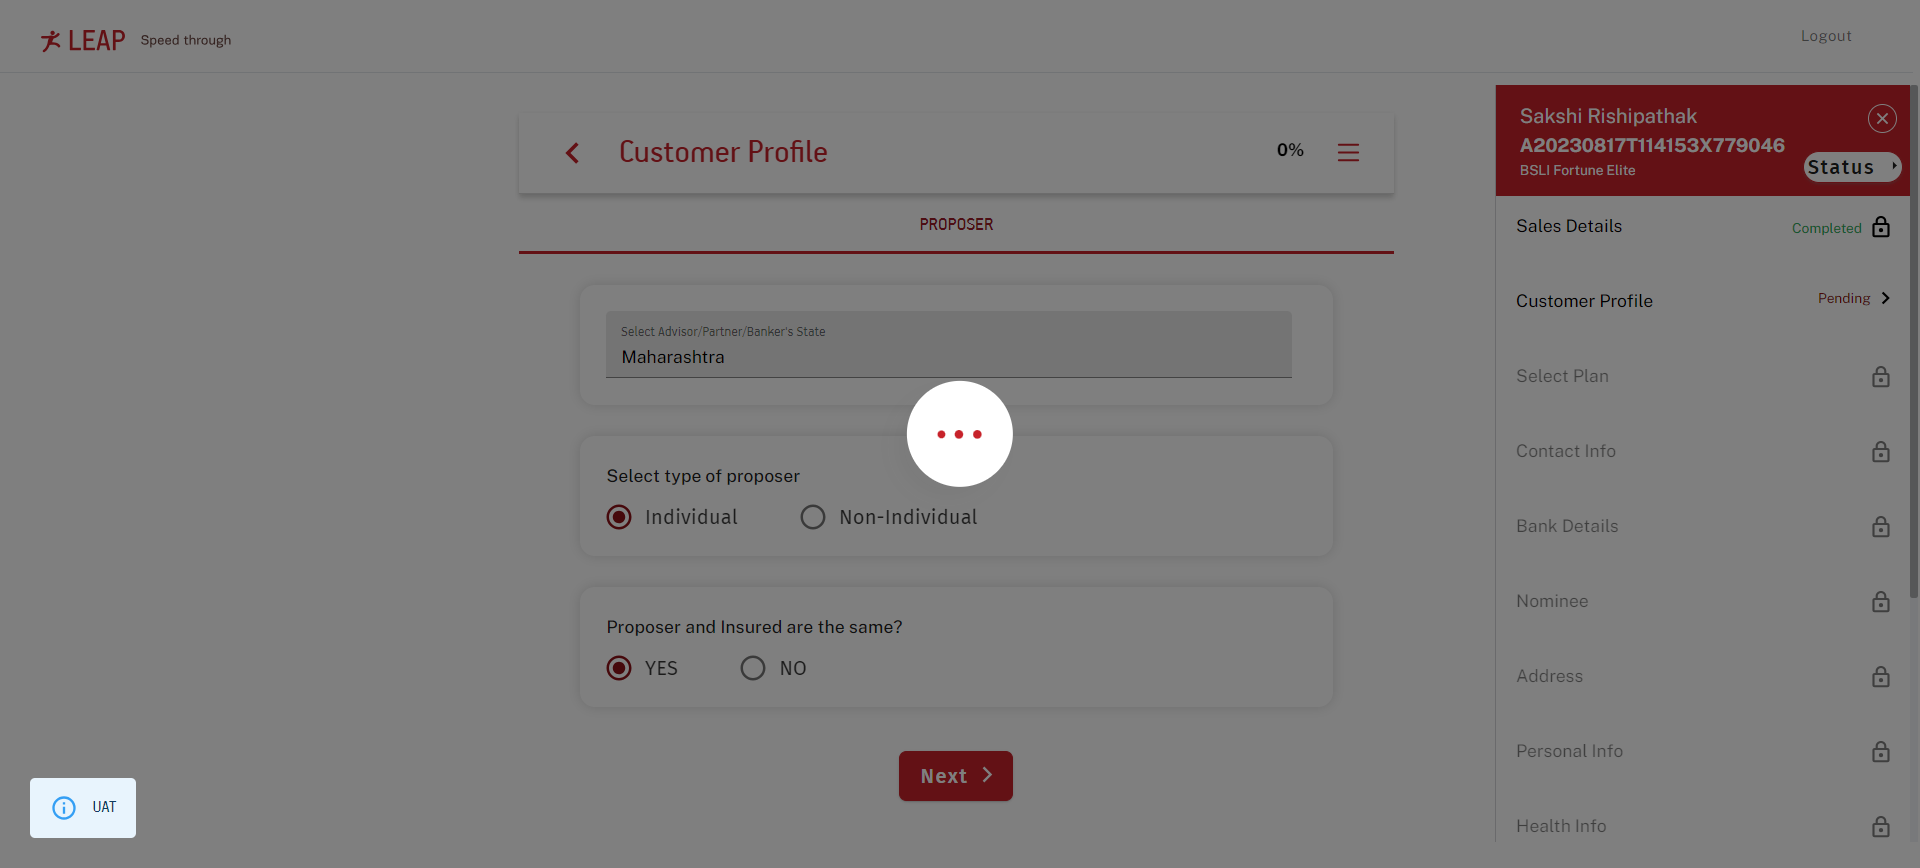 LEAP Speed through
Logout
Customer Profile
0%
PROPOSER
Select Advisor/Partner/Banker's State
Maharashtra
Select type of proposer
Individual
Non-Individual
Proposer and Insured are the same?
YES
NO
Next
UAT
Sakshi Rishipathak
A20230817T114153X779046
BSLI Fortune Elite
Status
Sales Details
Completed
Customer Profile
Pending
Select Plan
Contact Info
Bank Details
Nominee
Address
Personal Info
Health Info